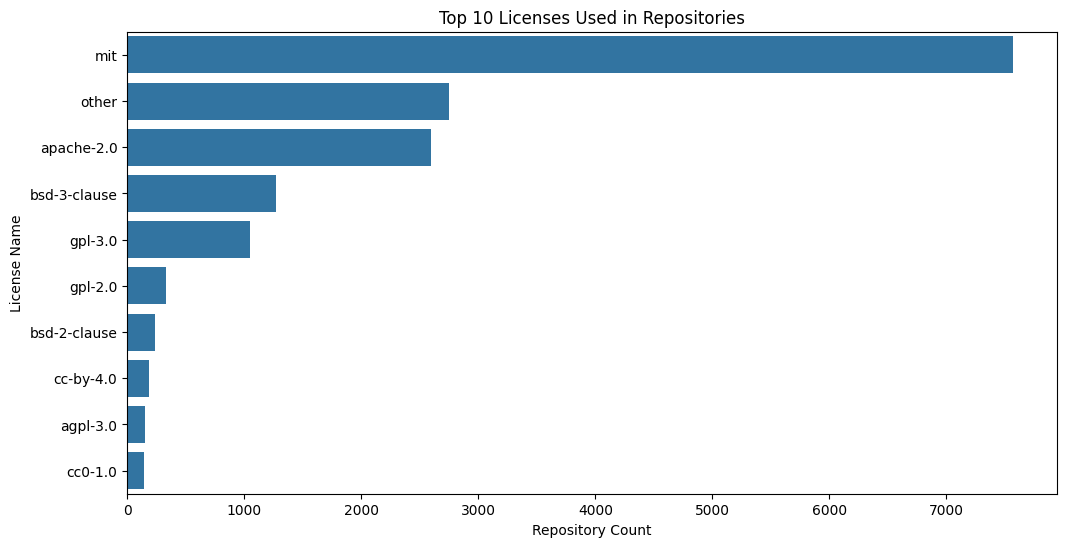 Top 10 Licenses Used in Repositories
License Name
mit
other
apache-2.0
bsd-3-clause
gpl-3.0
gpl-2.0
bsd-2-clause
cc-by-4.0
agpl-3.0
cc0-1.0
0 1000 2000 3000 4000 5000 6000 7000
Repository Count